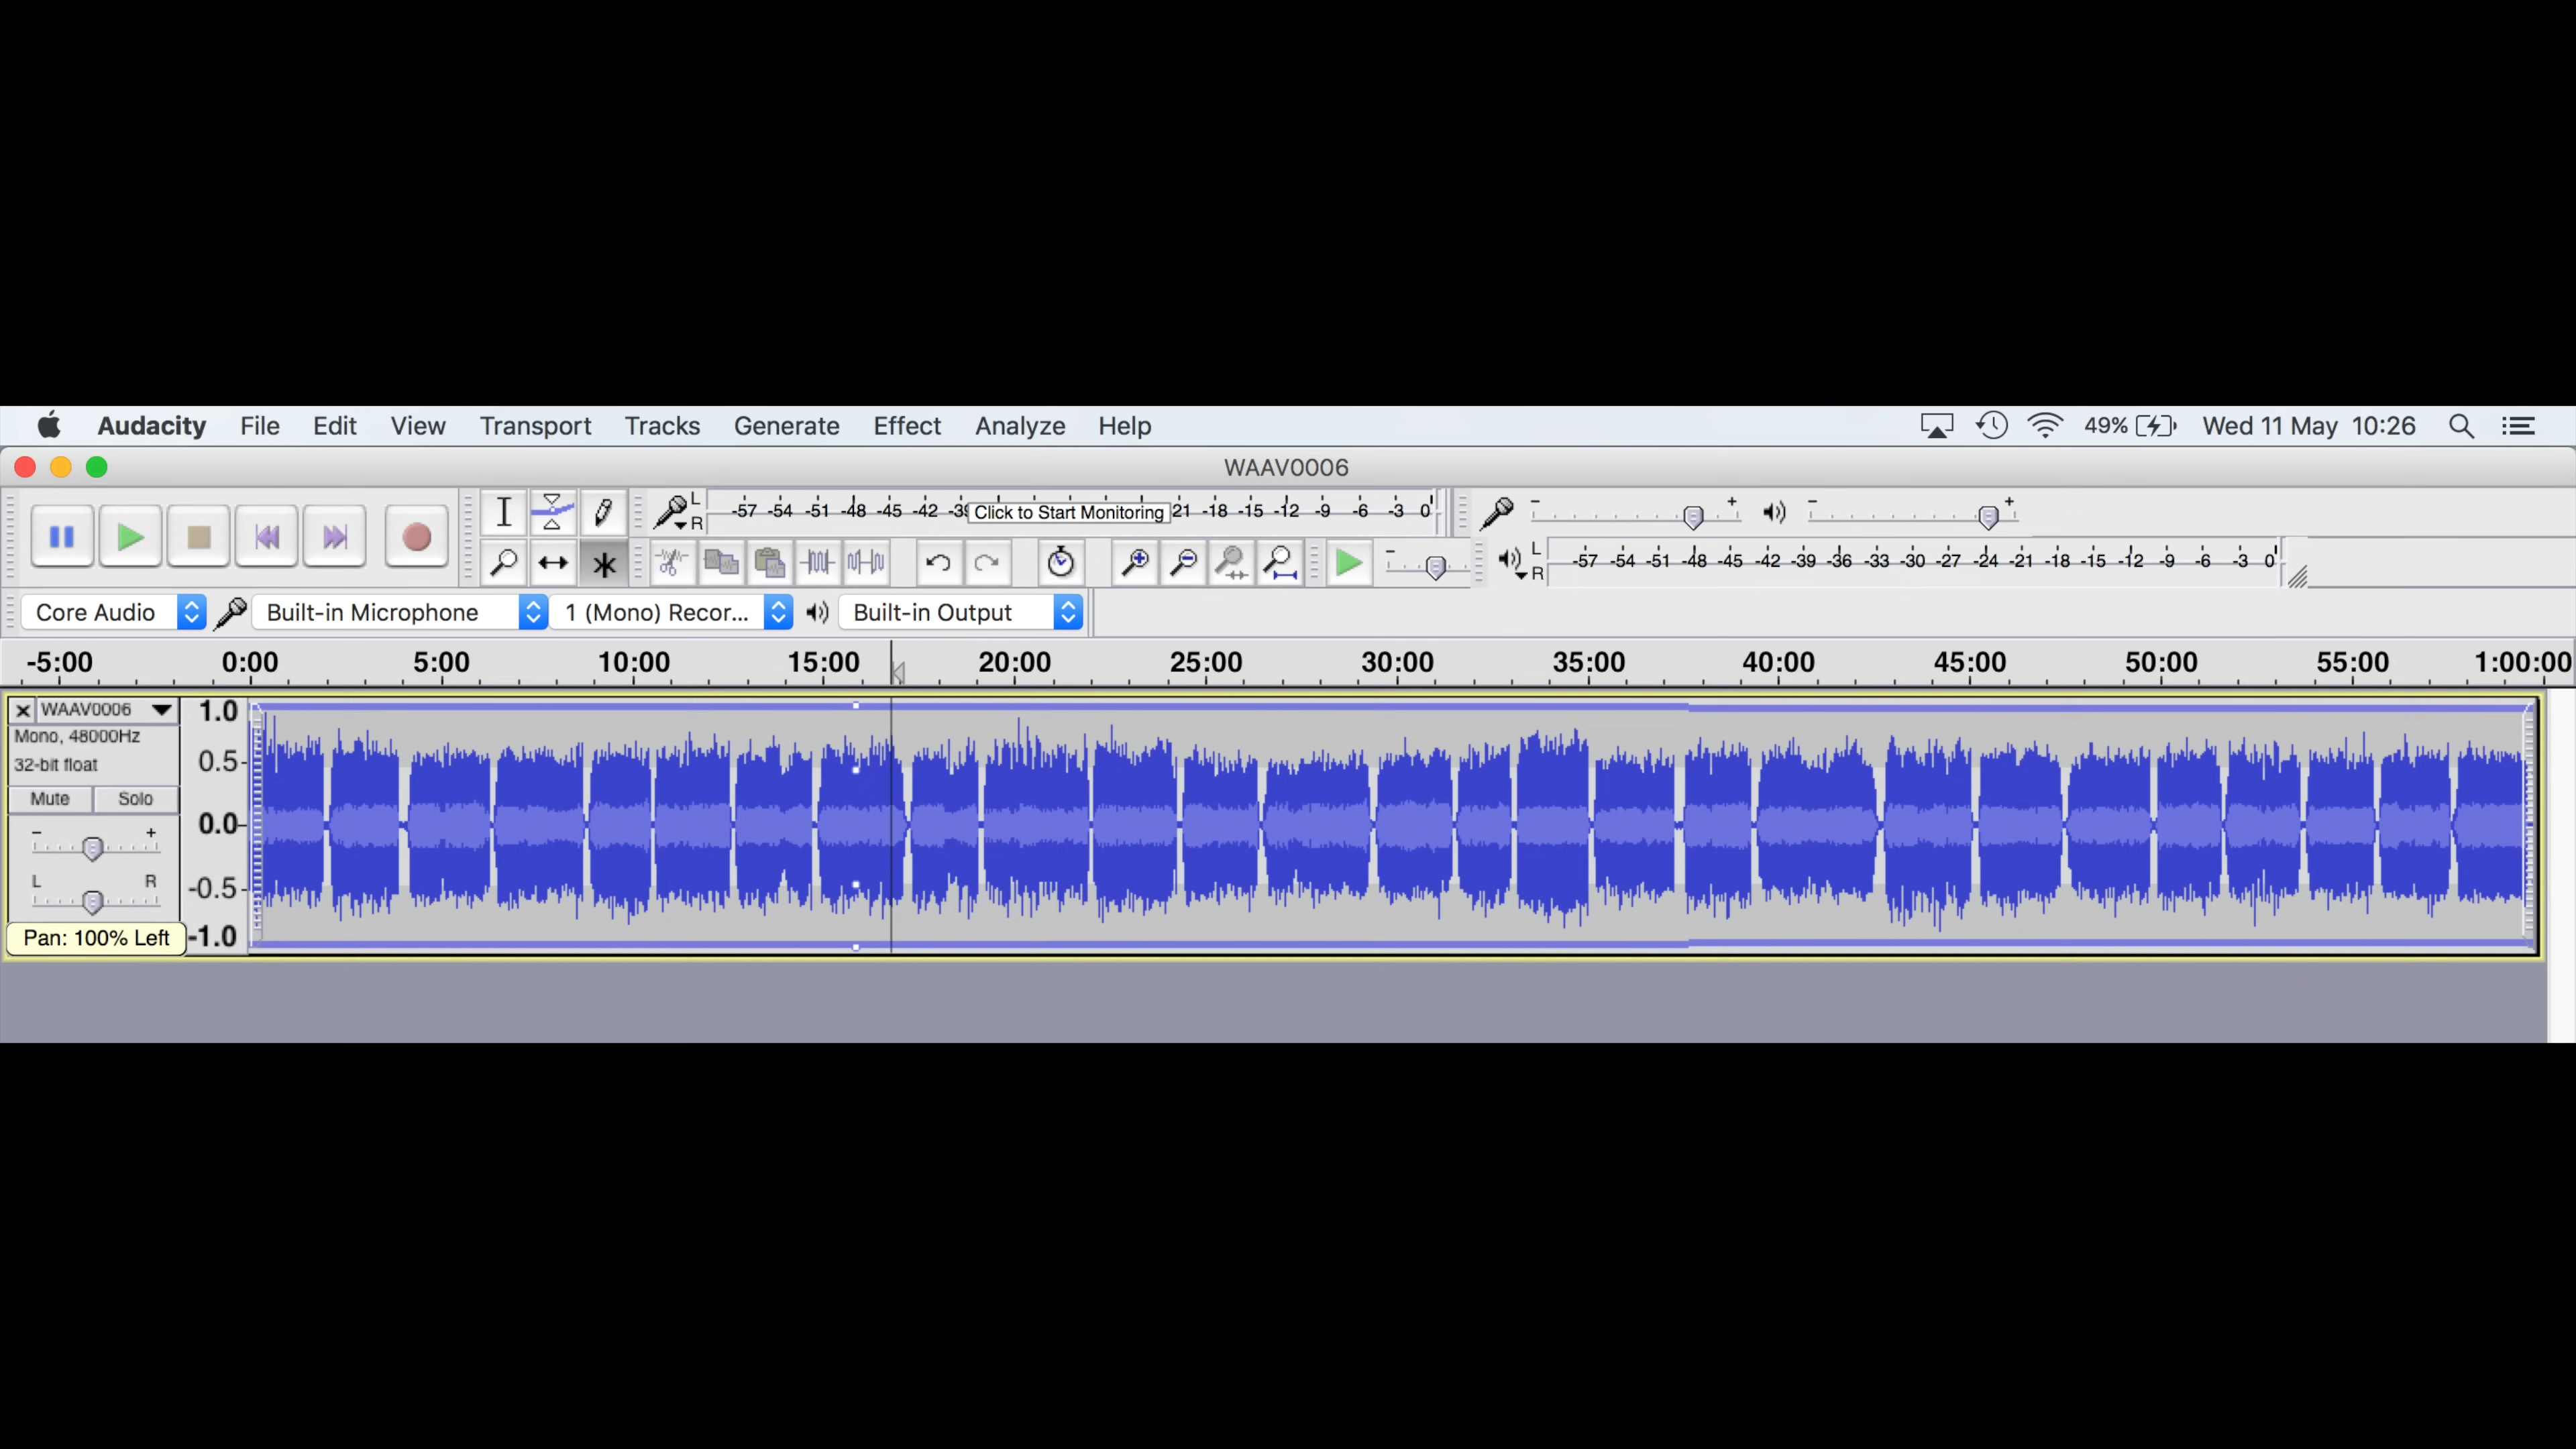 Audacity File Edit View Transport Tracks Generate Effect Analyze Help 49% Wed 11 May 10:26
WAAV0006
L -57 -54 -51 -48 -45 -42 -39 Click to Start Monitoring 21 -18 -15 -12 -9 -6 -3 0 - + - +
R
- L -57 -54 -51 -48 -45 -42 -39 -36 -33 -30 -27 -24 -21 -18 -15 -12 -9 -6 -3 0
R
Core Audio Built-in Microphone 1 (Mono) Recor... Built-in Output
-5:00 0:00 5:00 10:00 15:00 20:00 25:00 30:00 35:00 40:00 45:00 50:00 55:00 1:00:00
WAAV0006 1.0
Mono, 48000Hz
32-bit float 0.5
Mute Solo
- + 0.0
L R -0.5
Pan: 100% Left -1.0